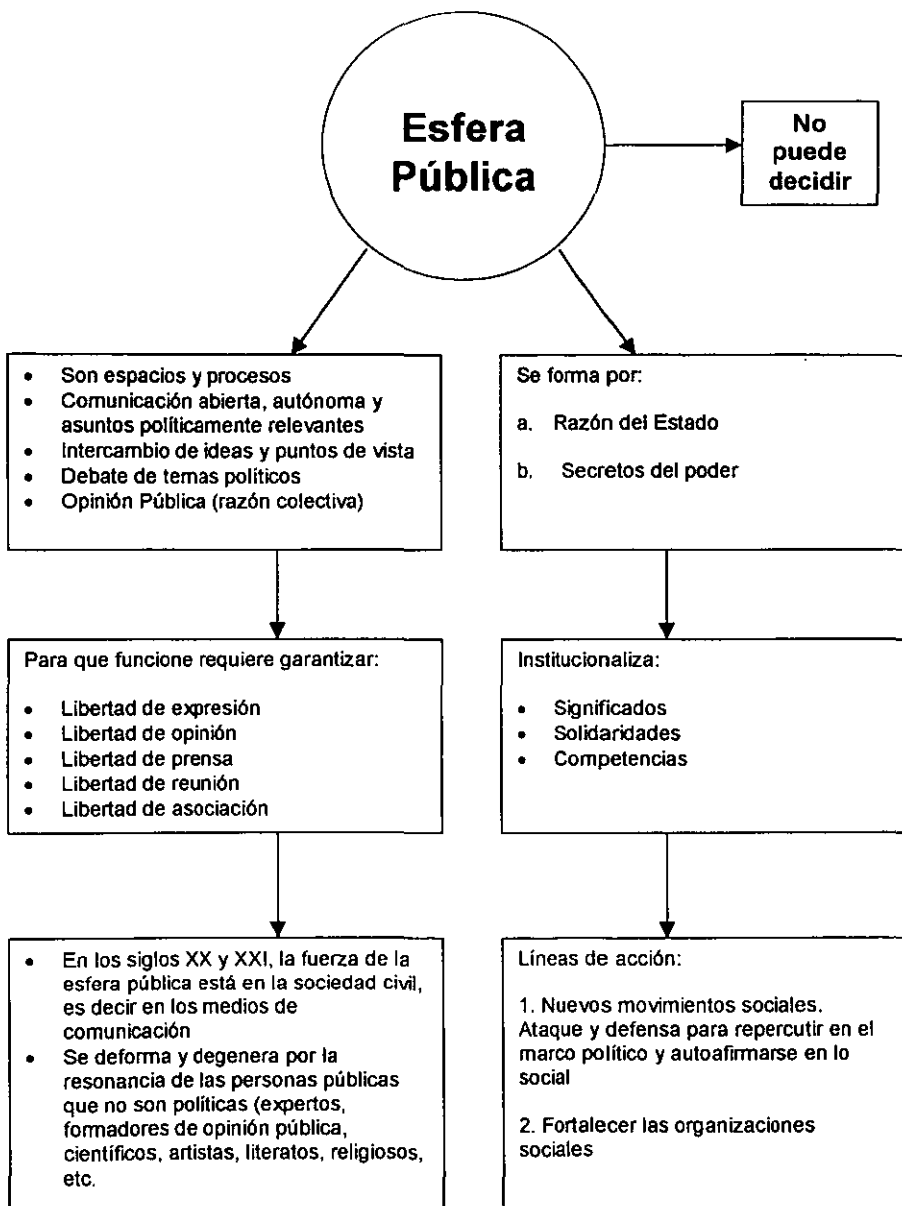 Esfera
Pública
No
puede
decidir
• Son espacios y procesos
• Comunicación abierta, autónoma y
asuntos políticamente relevantes
• Intercambio de ideas y puntos de vista
• Debate de temas políticos
• Opinión Pública (razón colectiva)
Se forma por:
a. Razón del Estado
b. Secretos del poder
Para que funcione requiere garantizar:
• Libertad de expresión
• Libertad de opinión
• Libertad de prensa
• Libertad de reunión
• Libertad de asociación
Institucionaliza:
• Significados
• Solidaridades
• Competencias
• En los siglos XX y XXI, la fuerza de la
esfera pública está en la sociedad civil,
es decir en los medios de
comunicación
• Se deforma y degenera por la
resonancia de las personas públicas
que no son políticas (expertos,
formadores de opinión pública,
científicos, artistas, literatos, religiosos,
etc.
Líneas de acción:
1. Nuevos movimientos sociales.
Ataque y defensa para repercutir en el
marco político y autoafirmarse en lo
social
2. Fortalecer las organizaciones
sociales